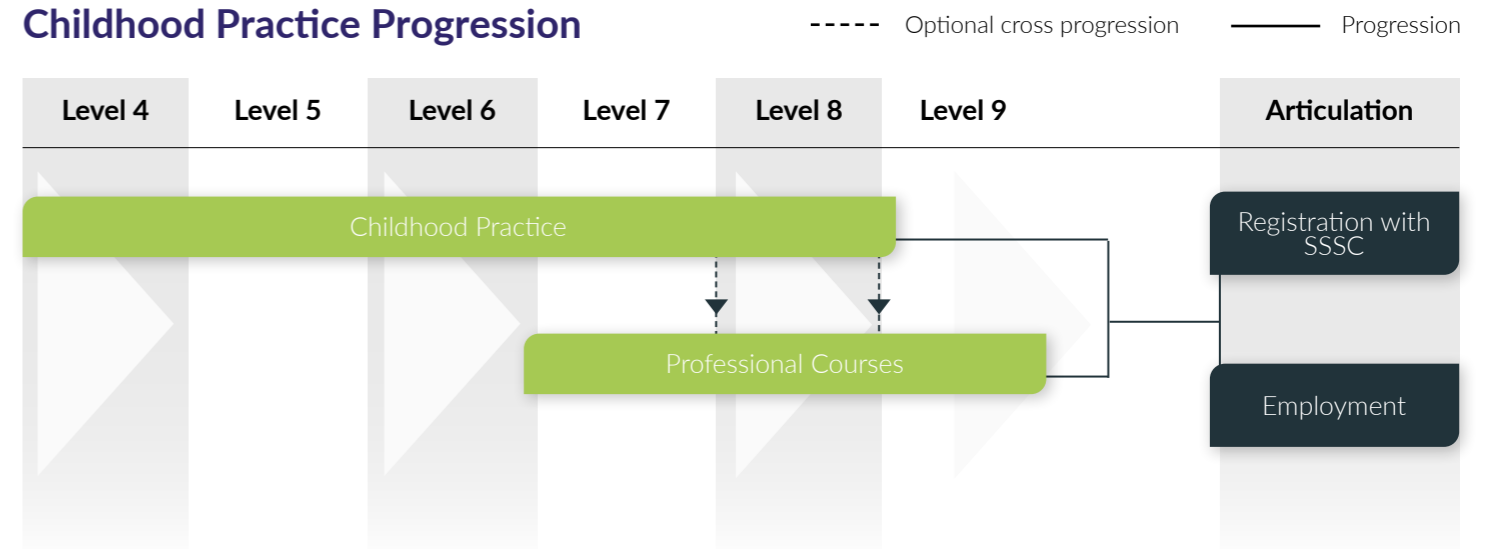 Childhood Practice Progression
Optional cross progression
Progression
Level 4
Level 5
Level 6
Level 7
Level 8
Level 9
Articulation
Childhood Practice
Registration with
SSSC
Professional Courses
Employment